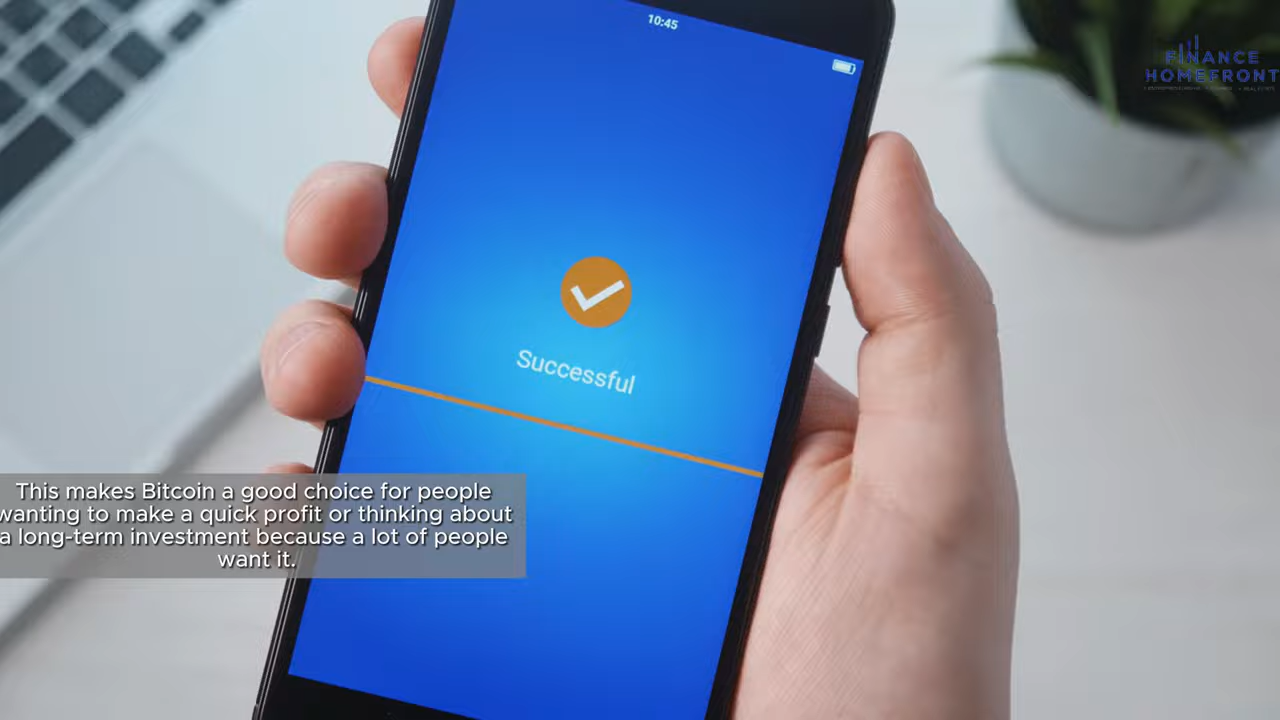 10:45
FINANCE
HOMEFRONT
Successful
This makes Bitcoin a good choice for people
wanting to make a quick profit or thinking about
a long-term investment because a lot of people
want it.